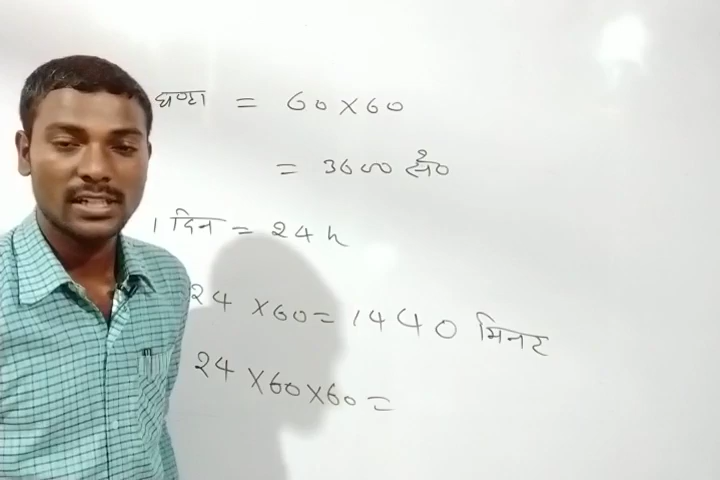 घण्टा = 60×60
= 3600 से०
1 दिन = 24 h
24 ×60= 1440 मिनट
24 ×60×60 =